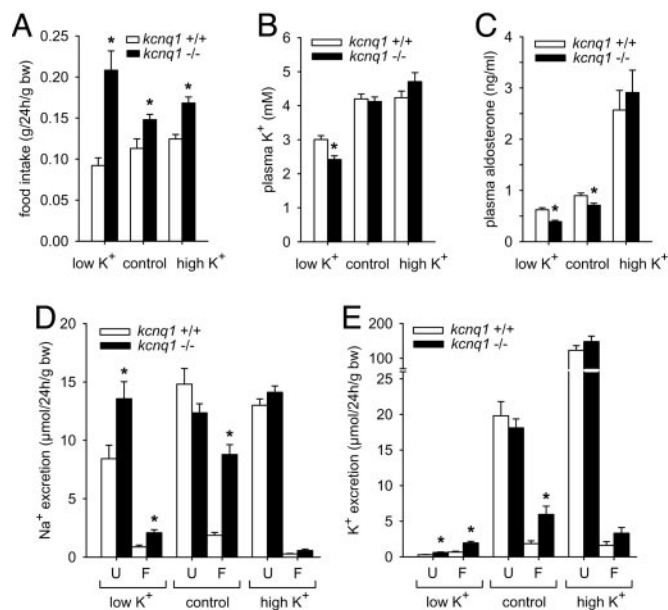 A
kcnq1 +/+
kcnq1 -/-
food intake (g/24h/g bw)
0.25
0.20
0.15
0.10
0.05
0.00
*
*
*
low K+ control high K+
B
kcnq1 +/+
kcnq1 -/-
plasma K+ (mM)
6
5
4
3
2
1
0
*
low K+ control high K+
C
kcnq1 +/+
kcnq1 -/-
plasma aldosterone (ng/ml)
4
3
2
1
0
*
*
low K+ control high K+
D
kcnq1 +/+
kcnq1 -/-
Na+ excretion (µmol/24h/g bw)
20
15
10
5
0
*
*
*
U F U F U F
low K+ control high K+
E
kcnq1 +/+
kcnq1 -/-
K+ excretion (µmol/24h/g bw)
200
100
25
20
15
10
5
0
*
*
*
U F U F U F
low K+ control high K+